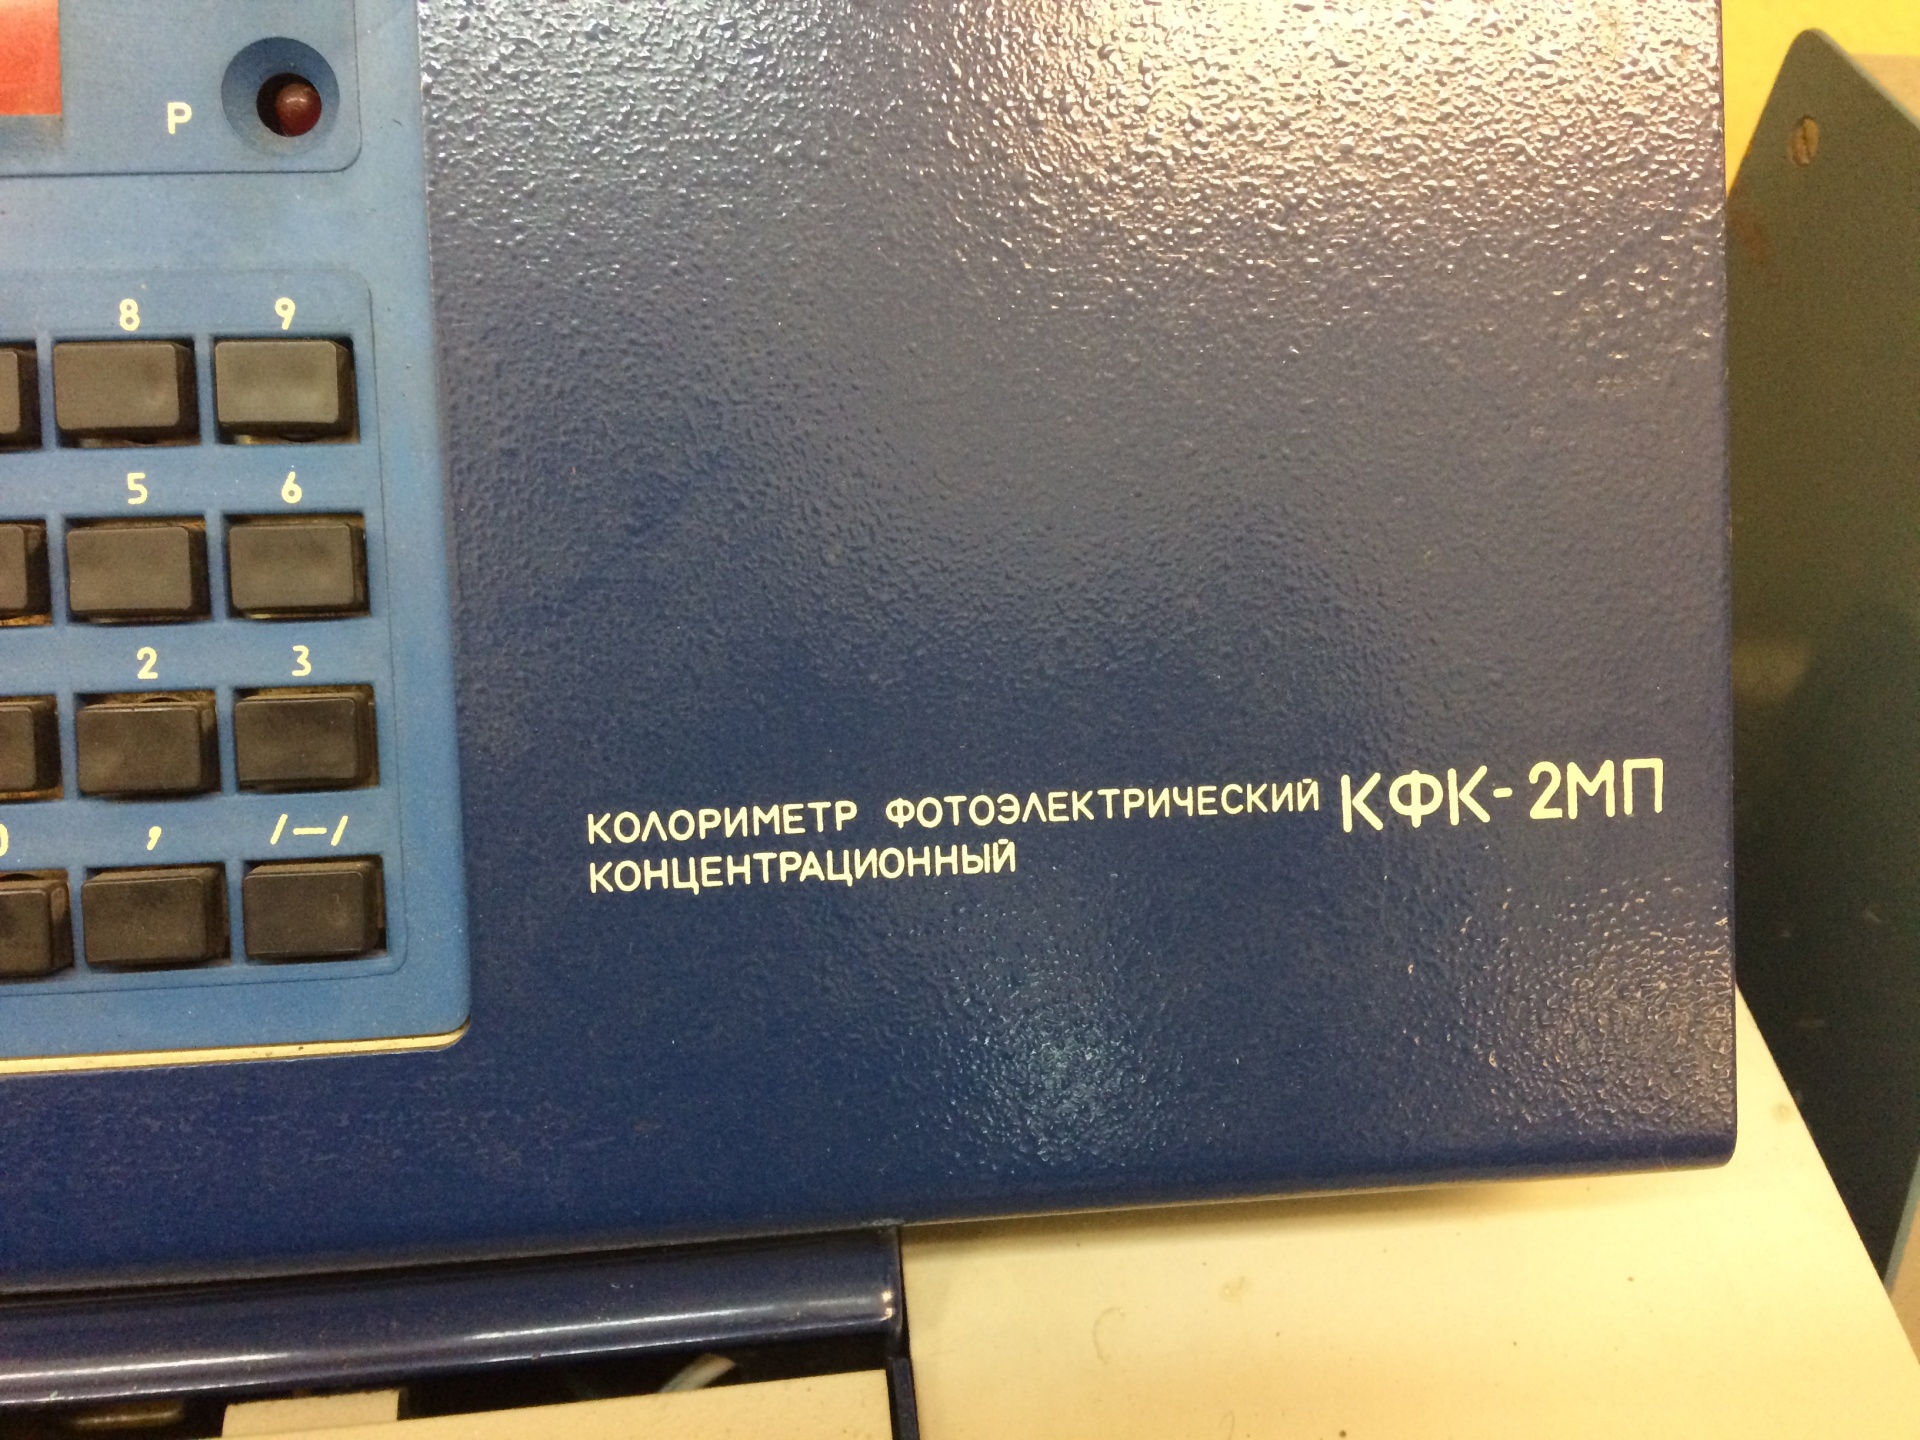 Р
8 9
5 6
2 3
, /—/
КОЛОРИМЕТР ФОТОЭЛЕКТРИЧЕСКИЙ КФК-2МП
КОНЦЕНТРАЦИОННЫЙ